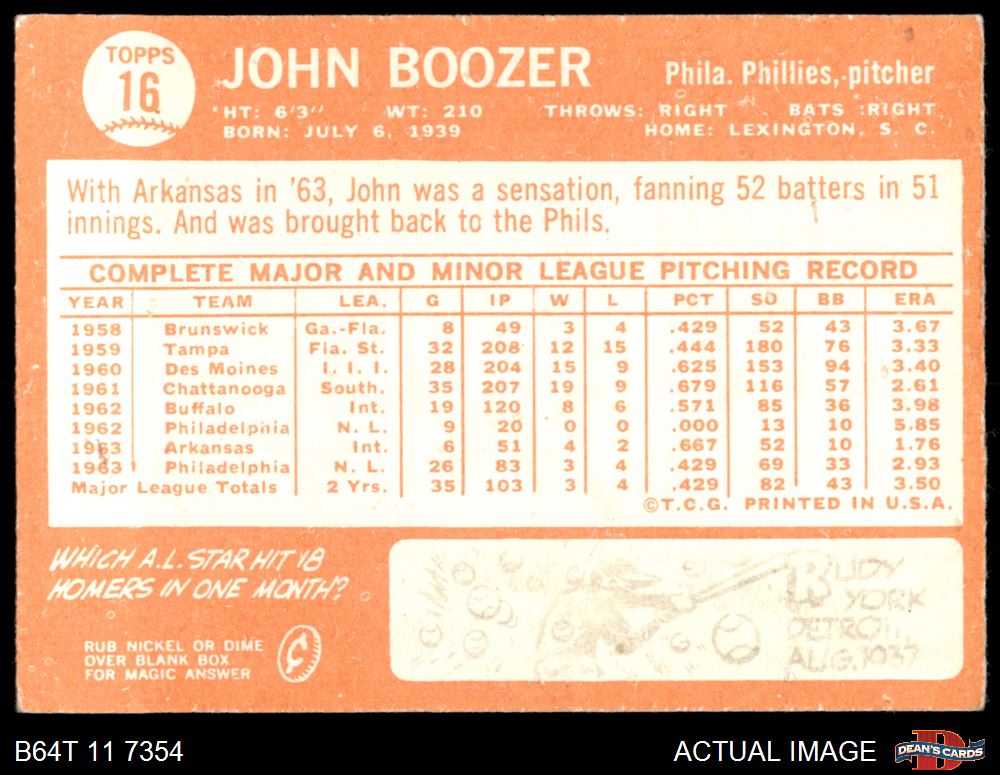 TOPPS
16
JOHN BOOZER
Phila. Phillies, pitcher
HT: 6'3" WT: 210 THROWS: RIGHT BATS :RIGHT
BORN: JULY 6, 1939 HOME: LEXINGTON, S. C.
With Arkansas in '63, John was a sensation, fanning 52 batters in 51
innings. And was brought back to the Phils.
COMPLETE MAJOR AND MINOR LEAGUE PITCHING RECORD
YEAR TEAM LEA. G IP W L PCT SO BB ERA
1958 Brunswick Ga.-Fla. 8 49 3 4 .429 52 43 3.67
1959 Tampa Fla. St. 32 208 12 15 .444 180 76 3.33
1960 Des Moines I. I. I. 28 204 15 9 .625 153 94 3.40
1961 Chattanooga South. 35 207 19 9 .679 116 57 2.61
1962 Buffalo Int. 19 120 8 6 .571 85 36 3.98
1962 Philadelphia N. L. 9 20 0 0 .000 13 10 5.85
1963 Arkansas Int. 6 51 4 2 .667 52 10 1.76
1963 Philadelphia N. L. 26 83 3 4 .429 69 33 2.93
Major League Totals 2 Yrs. 35 103 3 4 .429 82 43 3.50
©T.C.G. PRINTED IN U.S.A.
WHICH A.L. STAR HIT 18
HOMERS IN ONE MONTH?
RUB NICKEL OR DIME
OVER BLANK BOX
FOR MAGIC ANSWER
RUDY
YORK
DETROIT,
AUG. 1937
B64T 11 7354
ACTUAL IMAGE
DEAN'S CARDS